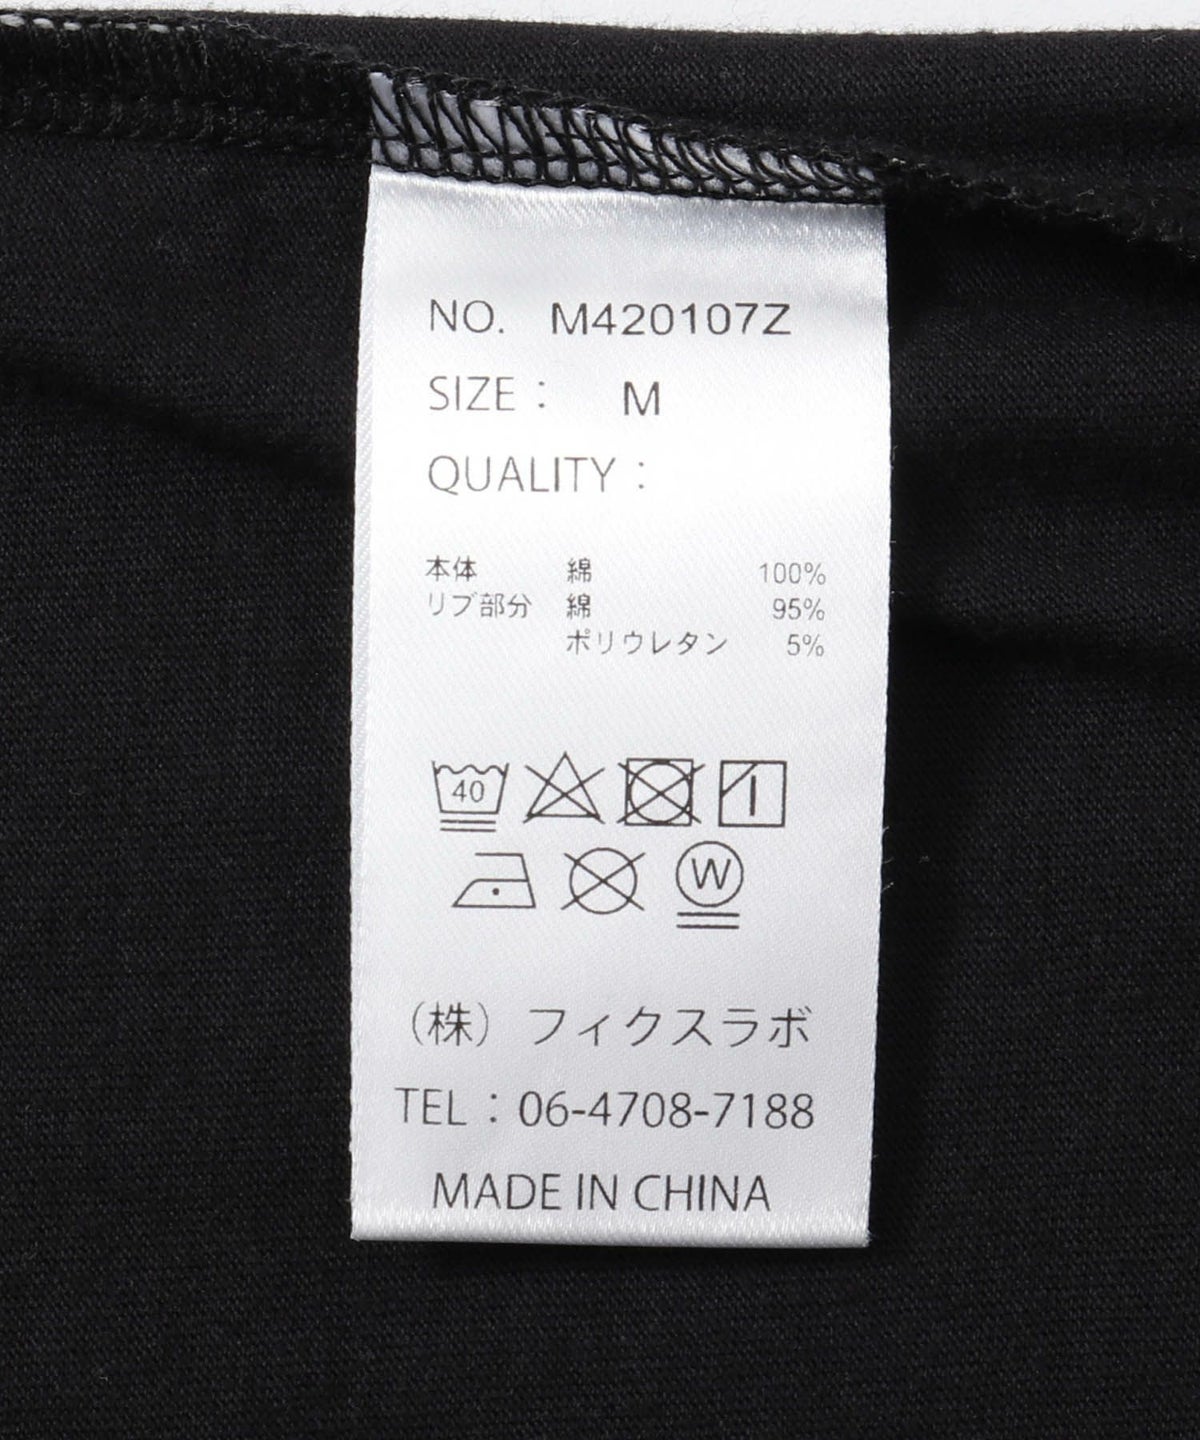 NO. M420107Z
SIZE : M
QUALITY :
本体 綿 100%
リブ部分 綿 95%
ポリウレタン 5%
40
W
(株) フィクスラボ
TEL : 06-4708-7188
MADE IN CHINA